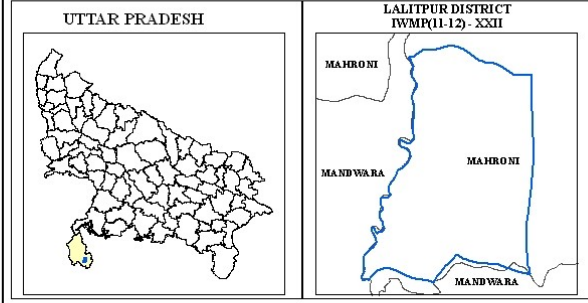 UTTAR PRADESH
LALITPUR DISTRICT
IWMP(11-12) - XXII
MAHRONI
MANDWARA
MAHRONI
MANDWARA